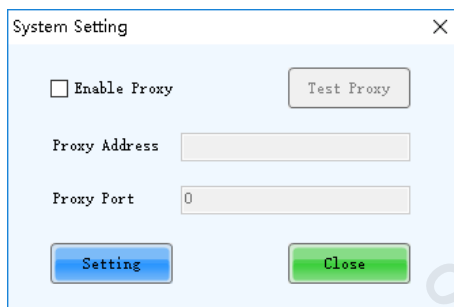 System Setting
Enable Proxy
Test Proxy
Proxy Address
Proxy Port
0
Setting
Close